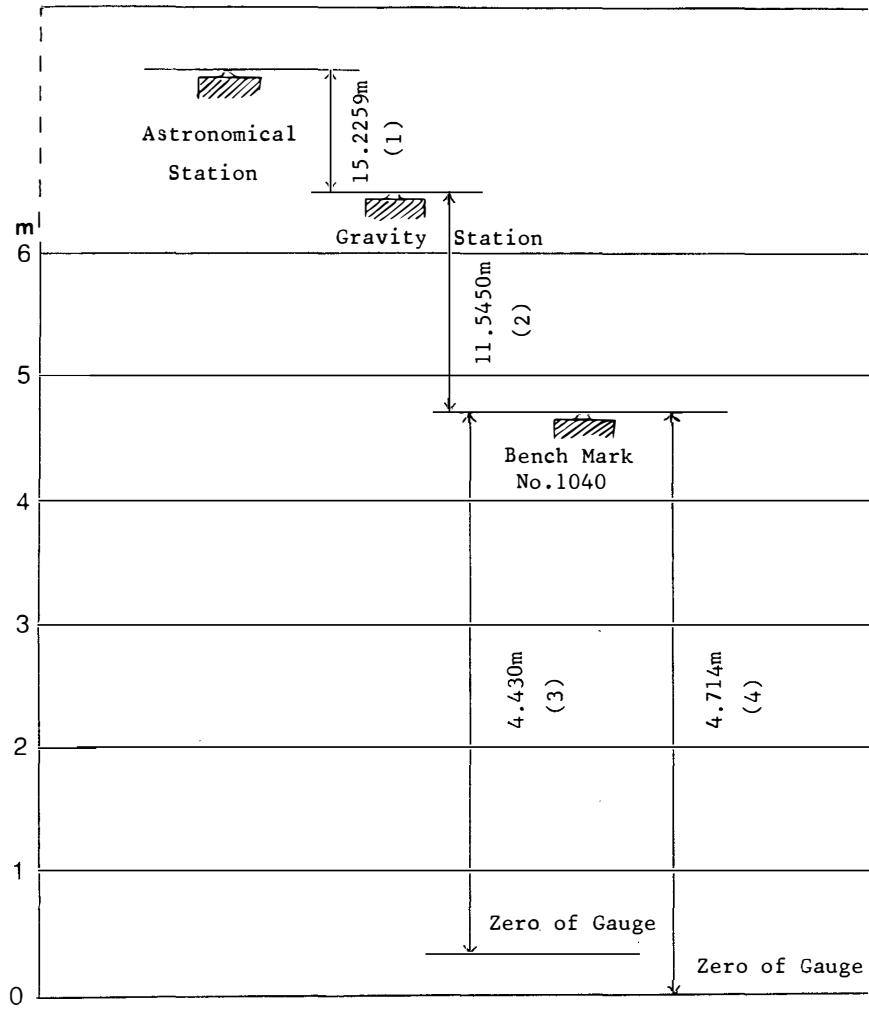 15.2259m
(1)
Astronomical
Station
m
Gravity Station
6
11.5450m
(2)
5
Bench Mark
No.1040
4
3
4.430m
(3)
4.714m
(4)
2
1
Zero of Gauge
Zero of Gauge
0